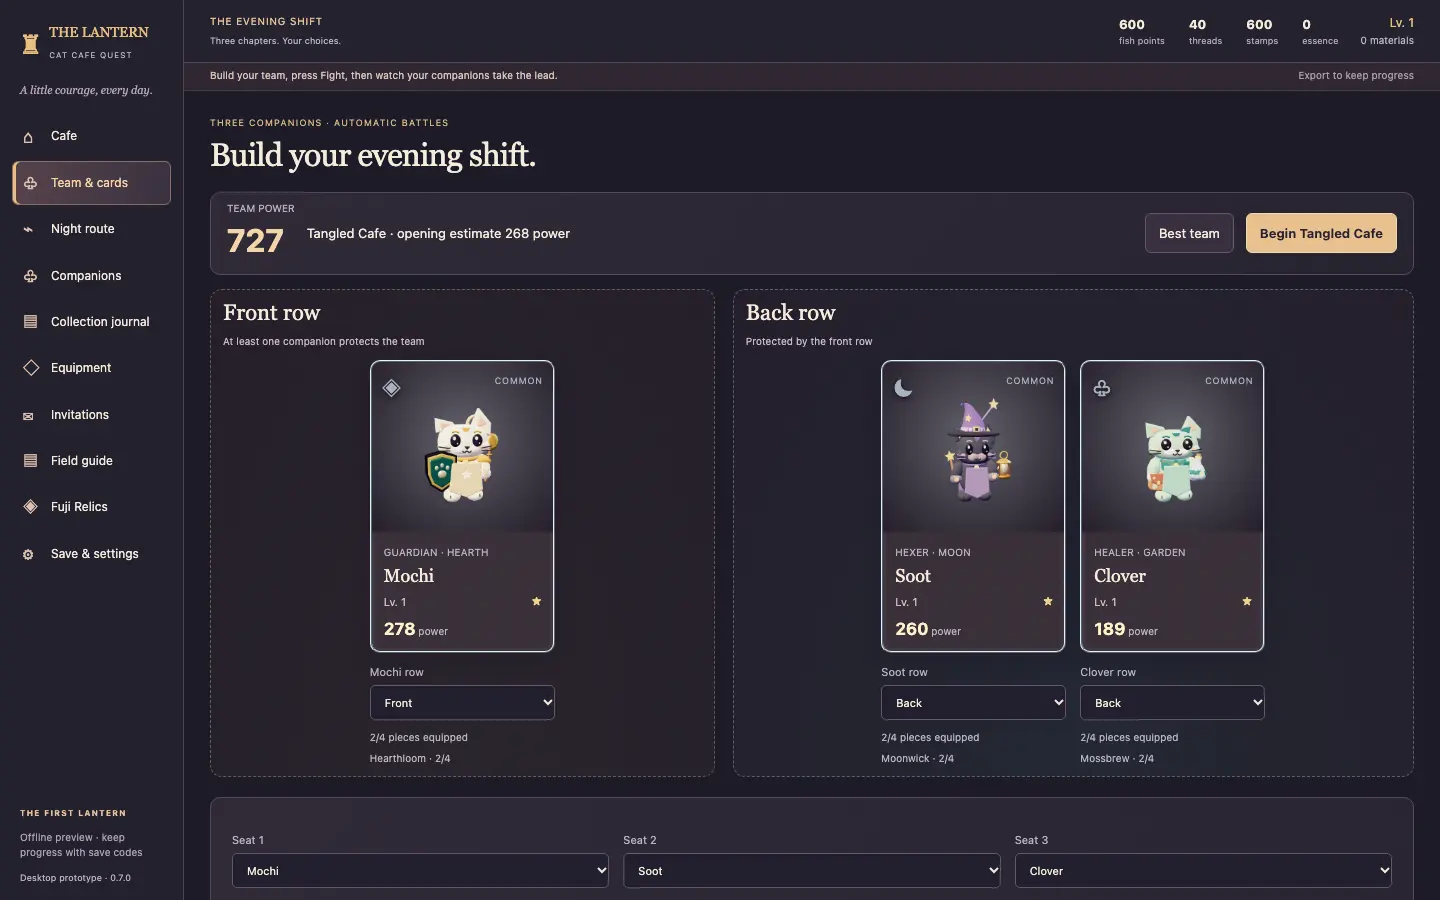 THE LANTERN
CAT CAFE QUEST
A little courage, every day.
Cafe
Team & cards
Night route
Companions
Collection journal
Equipment
Invitations
Field guide
Fuji Relics
Save & settings
THE FIRST LANTERN
Offline preview · keep
progress with save codes
Desktop prototype · 0.7.0
THE EVENING SHIFT
Three chapters. Your choices.
600
fish points
40
threads
600
stamps
0
essence
Lv. 1
0 materials
Build your team, press Fight, then watch your companions take the lead.
Export to keep progress
THREE COMPANIONS · AUTOMATIC BATTLES
Build your evening shift.
TEAM POWER
727
Tangled Cafe · opening estimate 268 power
Best team
Begin Tangled Cafe
Front row
At least one companion protects the team
COMMON
GUARDIAN · HEARTH
Mochi
Lv. 1
278 power
Mochi row
Front
2/4 pieces equipped
Hearthloom · 2/4
Back row
Protected by the front row
COMMON
HEXER · MOON
Soot
Lv. 1
260 power
Soot row
Back
2/4 pieces equipped
Moonwick · 2/4
COMMON
HEALER · GARDEN
Clover
Lv. 1
189 power
Clover row
Back
2/4 pieces equipped
Mossbrew · 2/4
Seat 1
Mochi
Seat 2
Soot
Seat 3
Clover